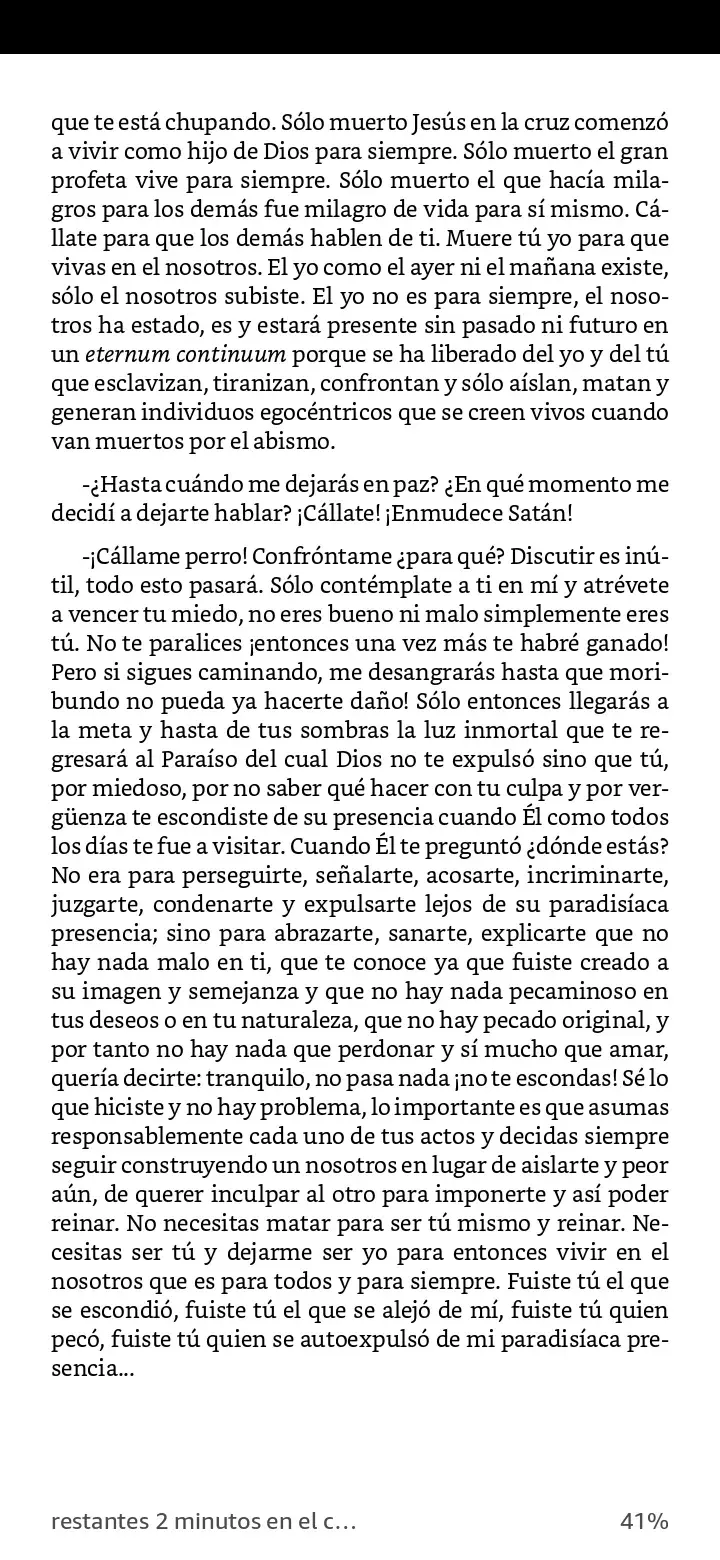 que te está chupando. Sólo muerto Jesús en la cruz comenzó
a vivir como hijo de Dios para siempre. Sólo muerto el gran
profeta vive para siempre. Sólo muerto el que hacía mila-
gros para los demás fue milagro de vida para sí mismo. Cá-
llate para que los demás hablen de ti. Muere tú yo para que
vivas en el nosotros. El yo como el ayer ni el mañana existe,
sólo el nosotros subiste. El yo no es para siempre, el noso-
tros ha estado, es y estará presente sin pasado ni futuro en
un eternum continuum porque se ha liberado del yo y del tú
que esclavizan, tiranizan, confrontan y sólo aíslan, matan y
generan individuos egocéntricos que se creen vivos cuando
van muertos por el abismo.
-¿Hasta cuándo me dejarás en paz? ¿En qué momento me
decidí a dejarte hablar? ¡Cállate! ¡Enmudece Satán!
-¡Cállame perro! Confróntame ¿para qué? Discutir es inú-
til, todo esto pasará. Sólo contémplate a ti en mí y atrévete
a vencer tu miedo, no eres bueno ni malo simplemente eres
tú. No te paralices ¡entonces una vez más te habré ganado!
Pero si sigues caminando, me desangrarás hasta que mori-
bundo no pueda ya hacerte daño! Sólo entonces llegarás a
la meta y hasta de tus sombras la luz inmortal que te re-
gresará al Paraíso del cual Dios no te expulsó sino que tú,
por miedoso, por no saber qué hacer con tu culpa y por ver-
güenza te escondiste de su presencia cuando Él como todos
los días te fue a visitar. Cuando Él te preguntó ¿dónde estás?
No era para perseguirte, señalarte, acosarte, incriminarte,
juzgarte, condenarte y expulsarte lejos de su paradisíaca
presencia; sino para abrazarte, sanarte, explicarte que no
hay nada malo en ti, que te conoce ya que fuiste creado a
su imagen y semejanza y que no hay nada pecaminoso en
tus deseos o en tu naturaleza, que no hay pecado original, y
por tanto no hay nada que perdonar y sí mucho que amar,
quería decirte: tranquilo, no pasa nada ¡no te escondas! Sé lo
que hiciste y no hay problema, lo importante es que asumas
responsablemente cada uno de tus actos y decidas siempre
seguir construyendo un nosotros en lugar de aislarte y peor
aún, de querer inculpar al otro para imponerte y así poder
reinar. No necesitas matar para ser tú mismo y reinar. Ne-
cesitas ser tú y dejarme ser yo para entonces vivir en el
nosotros que es para todos y para siempre. Fuiste tú el que
se escondió, fuiste tú el que se alejó de mí, fuiste tú quien
pecó, fuiste tú quien se autoexpulsó de mi paradisíaca pre-
sencia...
restantes 2 minutos en el c... 41%